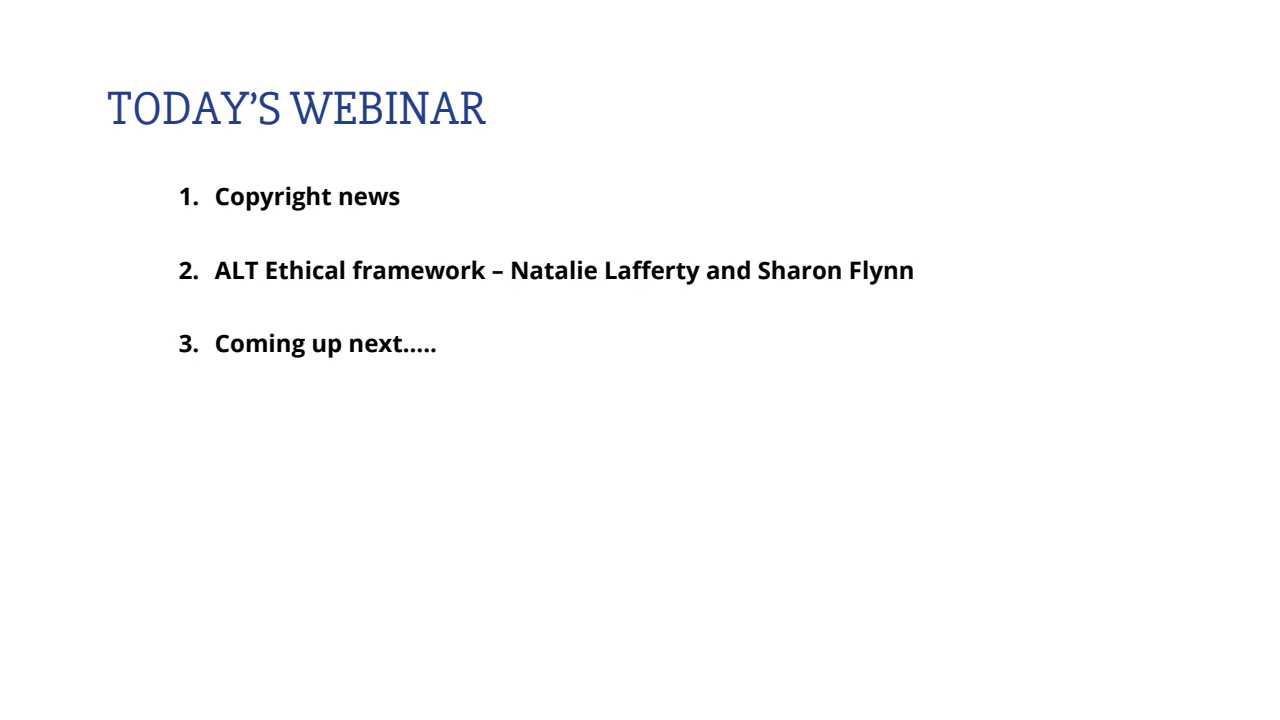 TODAY’S WEBINAR
1. Copyright news
2. ALT Ethical framework – Natalie Lafferty and Sharon Flynn
3. Coming up next…..